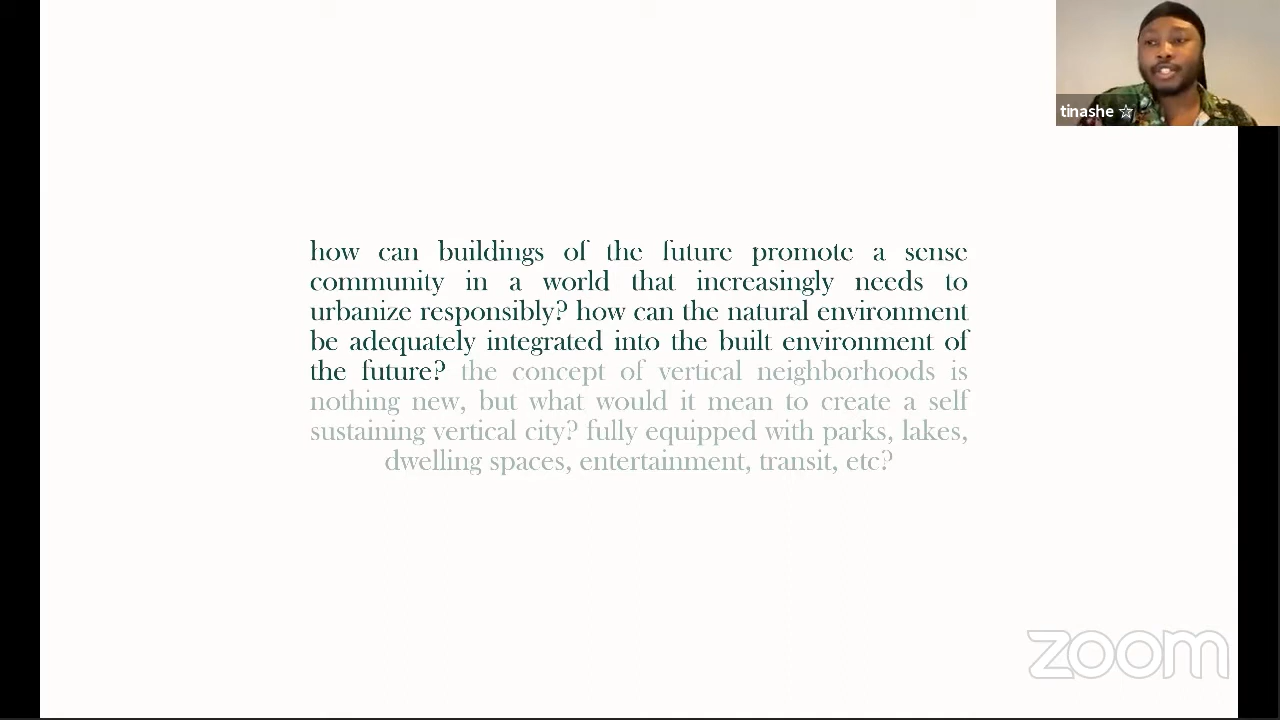 tinashe ☆
how can buildings of the future promote a sense
community in a world that increasingly needs to
urbanize responsibly? how can the natural environment
be adequately integrated into the built environment of
the future? the concept of vertical neighborhoods is
nothing new, but what would it mean to create a self
sustaining vertical city? fully equipped with parks, lakes,
dwelling spaces, entertainment, transit, etc?
zoom